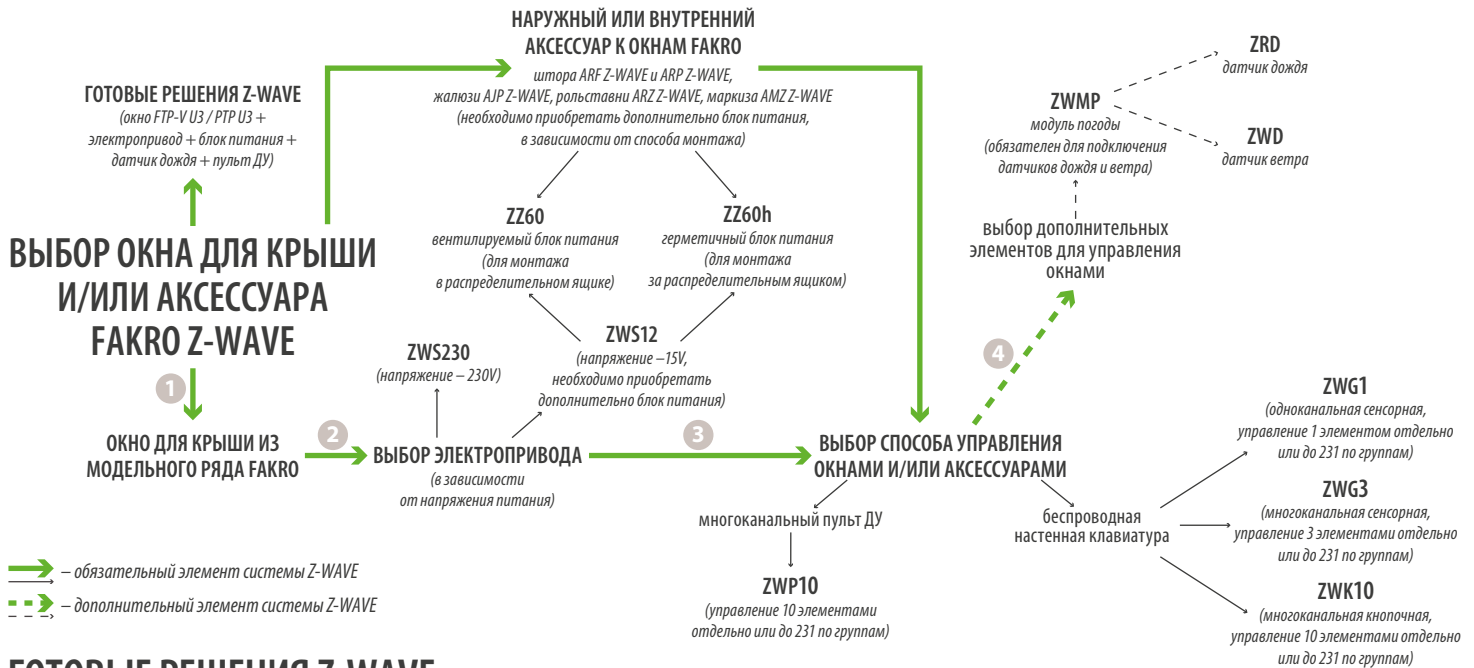 НАРУЖНЫЙ ИЛИ ВНУТРЕННИЙ
АКСЕССУАР К ОКНАМ FAKRO
штора ARF Z-WAVE и ARP Z-WAVE,
жалюзи AJP Z-WAVE, рольставни ARZ Z-WAVE, маркиза AMZ Z-WAVE
(необходимо приобретать дополнительно блок питания,
в зависимости от способа монтажа)
ГОТОВЫЕ РЕШЕНИЯ Z-WAVE
(окно FTP-V U3 / PTP U3 +
электропривод + блок питания +
датчик дождя + пульт ДУ)
ZRD
датчик дождя
ZWMP
модуль погоды
(обязателен для подключения
датчиков дождя и ветра)
ZWD
датчик ветра
ВЫБОР ОКНА ДЛЯ КРЫШИ
И/ИЛИ АКСЕССУАРА
FAKRO Z-WAVE
ZZ60
вентилируемый блок питания
(для монтажа
в распределительном ящике)
ZZ60h
герметичный блок питания
(для монтажа
за распределительным ящиком)
выбор дополнительных
элементов для управления
окнами
ZWS230
(напряжение – 230V)
ZWS12
(напряжение –15V,
необходимо приобретать
дополнительно блок питания)
1
2
3
4
ОКНО ДЛЯ КРЫШИ ИЗ
МОДЕЛЬНОГО РЯДА FAKRO
ВЫБОР ЭЛЕКТРОПРИВОДА
(в зависимости
от напряжения питания)
ВЫБОР СПОСОБА УПРАВЛЕНИЯ
ОКНАМИ И/ИЛИ АКСЕССУАРАМИ
многоканальный пульт ДУ
ZWP10
(управление 10 элементами
отдельно или до 231 по группам)
беспроводная
настенная клавиатура
ZWG1
(одноканальная сенсорная,
управление 1 элементом отдельно
или до 231 по группам)
ZWG3
(многоканальная сенсорная,
управление 3 элементами отдельно
или до 231 по группам)
ZWK10
(многоканальная кнопочная,
управление 10 элементами отдельно
или до 231 по группам)
– обязательный элемент системы Z-WAVE
– дополнительный элемент системы Z-WAVE
ГОТОВЫЕ РЕШЕНИЯ Z-WAVE